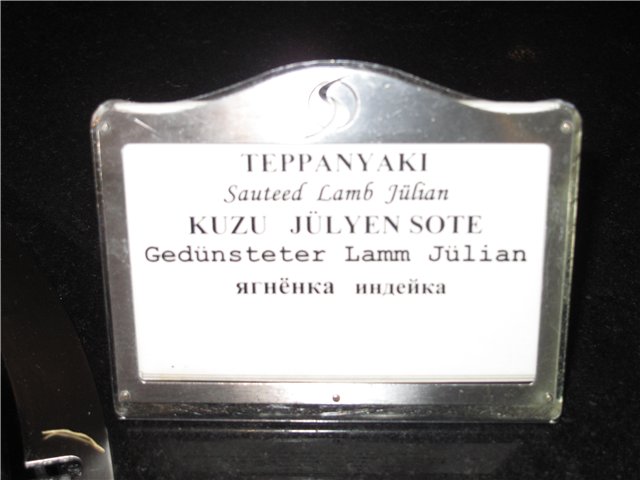 TEPPANYAKI
Sauteed Lamb Jülian
KUZU JÜLYEN SOTE
Gedünsteter Lamm Jülian
ягнёнка индейка